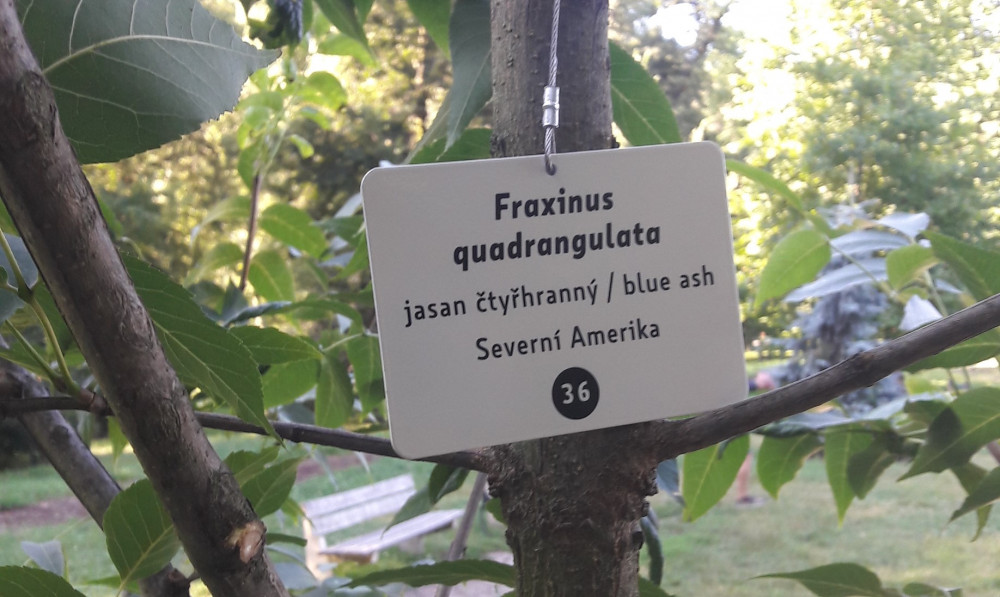 Fraxinus
quadrangulata
jasan čtyřhranný / blue ash
Severní Amerika
36